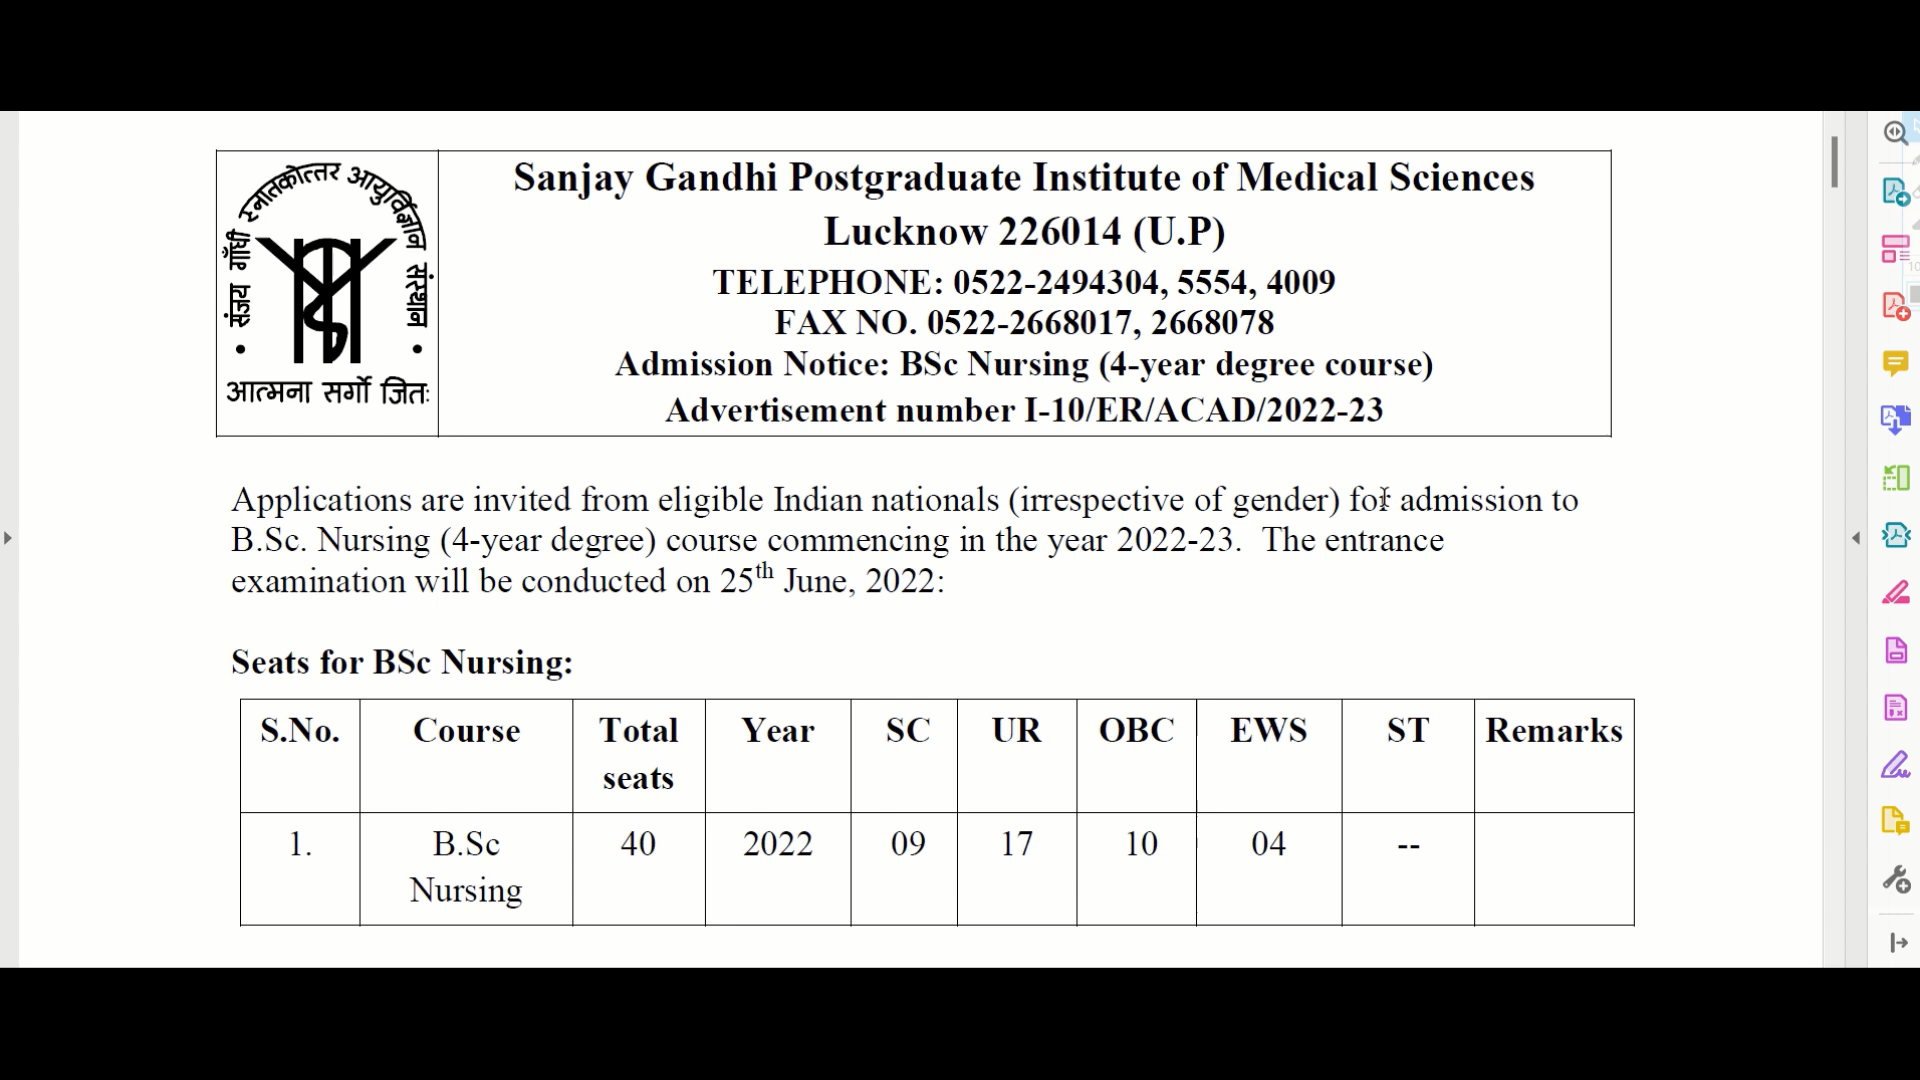 संजय गाँधी स्नातकोत्तर आयुर्विज्ञान संस्थान
आत्मना सर्गो जितः
Sanjay Gandhi Postgraduate Institute of Medical Sciences
Lucknow 226014 (U.P)
TELEPHONE: 0522-2494304, 5554, 4009
FAX NO. 0522-2668017, 2668078
Admission Notice: BSc Nursing (4-year degree course)
Advertisement number I-10/ER/ACAD/2022-23
Applications are invited from eligible Indian nationals (irrespective of gender) for admission to
B.Sc. Nursing (4-year degree) course commencing in the year 2022-23. The entrance
examination will be conducted on 25th June, 2022:
Seats for BSc Nursing:
S.No. Course Total seats Year SC UR OBC EWS ST Remarks
1. B.Sc Nursing 40 2022 09 17 10 04 --